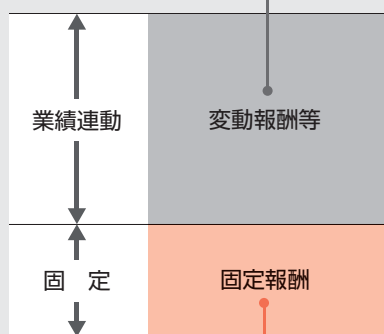 業績連動
変動報酬等
固　定
固定報酬